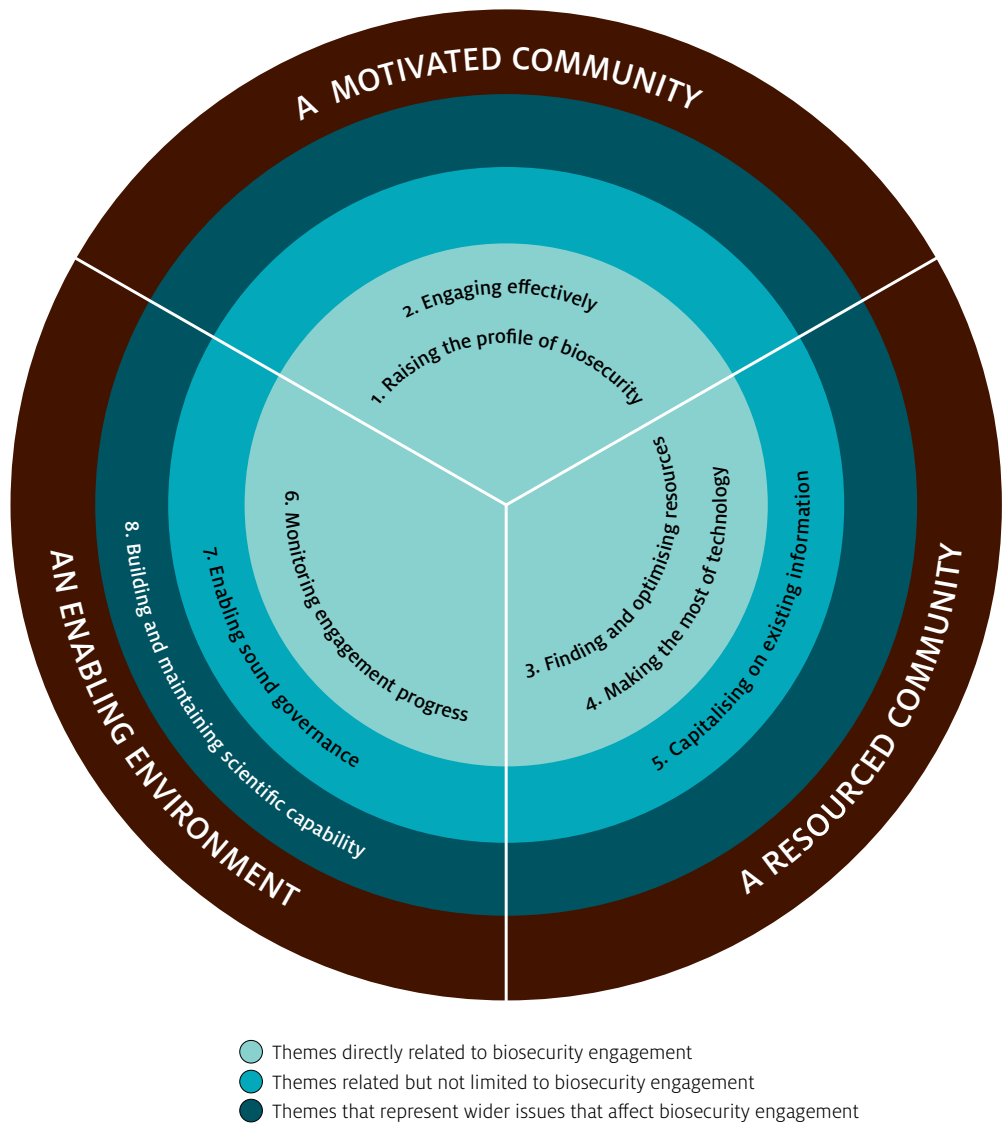 A MOTIVATED COMMUNITY
2. Engaging effectively
1. Raising the profile of biosecurity
3. Finding and optimising resources
4. Making the most of technology
5. Capitalising on existing information
A RESOURCED COMMUNITY
6. Monitoring engagement progress
7. Enabling sound governance
8. Building and maintaining scientific capability
AN ENABLING ENVIRONMENT
Themes directly related to biosecurity engagement
Themes related but not limited to biosecurity engagement
Themes that represent wider issues that affect biosecurity engagement